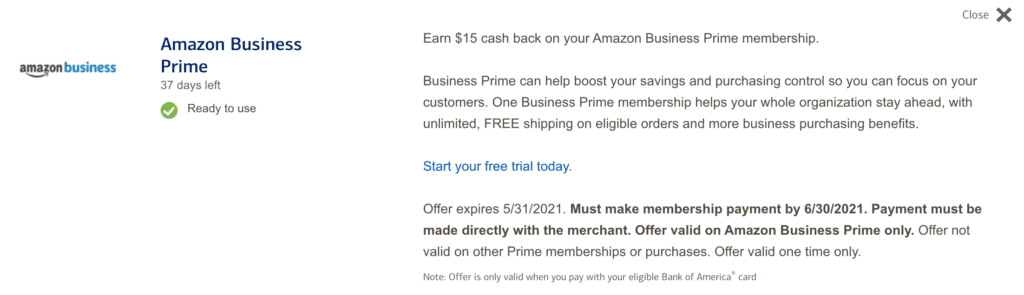 Close
amazon business
Amazon Business
Prime
37 days left
Ready to use
Earn $15 cash back on your Amazon Business Prime membership.
Business Prime can help boost your savings and purchasing control so you can focus on your
customers. One Business Prime membership helps your whole organization stay ahead, with
unlimited, FREE shipping on eligible orders and more business purchasing benefits.
Start your free trial today.
Offer expires 5/31/2021. Must make membership payment by 6/30/2021. Payment must be
made directly with the merchant. Offer valid on Amazon Business Prime only. Offer not
valid on other Prime memberships or purchases. Offer valid one time only.
Note: Offer is only valid when you pay with your eligible Bank of America® card